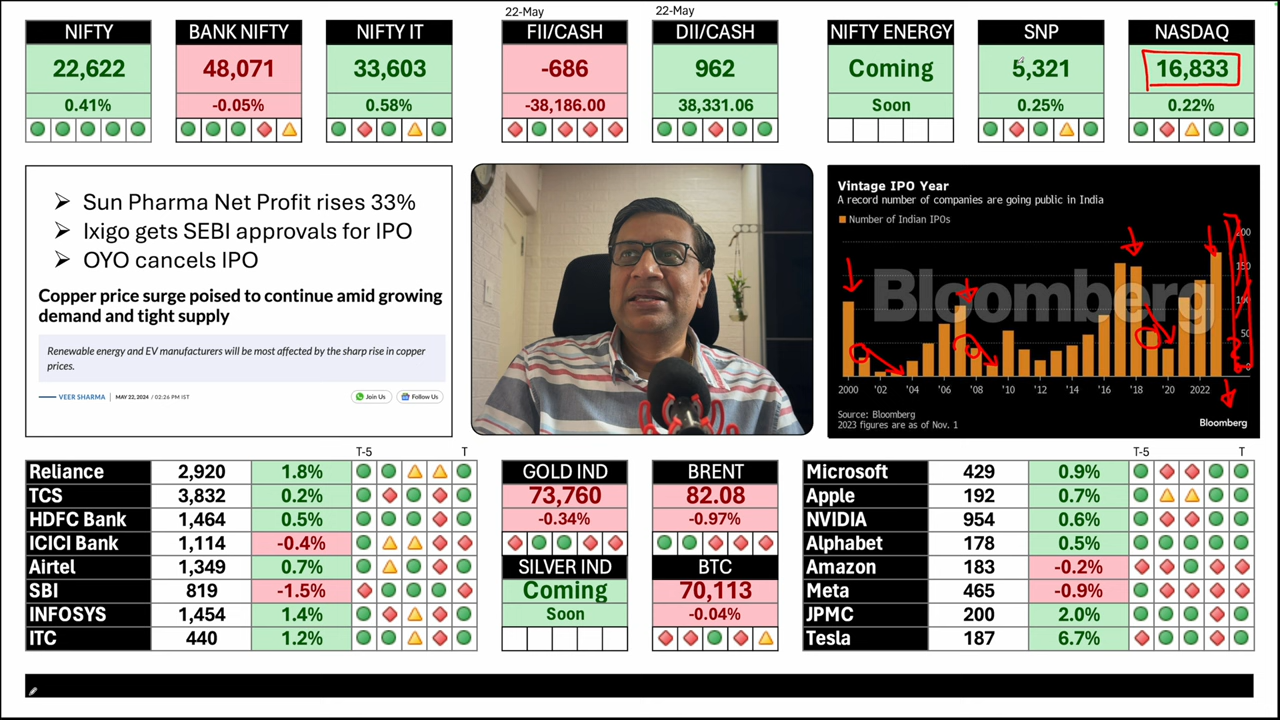 22-May
22-May
NIFTY
BANK NIFTY
NIFTY IT
FII/CASH
DII/CASH
NIFTY ENERGY
SNP
NASDAQ
22,622
48,071
33,603
-686
962
Coming
5,321
16,833
0.41%
-0.05%
0.58%
-38,186.00
38,331.06
Soon
0.25%
0.22%
➢ Sun Pharma Net Profit rises 33%
➢ Ixigo gets SEBI approvals for IPO
➢ OYO cancels IPO
Copper price surge poised to continue amid growing
demand and tight supply
Renewable energy and EV manufacturers will be most affected by the sharp rise in copper
prices.
VEER SHARMA | MAY 22, 2024 / 02:26 PM IST
Join Us
Follow Us
Vintage IPO Year
A record number of companies are going public in India
Number of Indian IPOs
200
150
100
50
0
Bloomberg
2000 '02 '04 '06 '08 '10 '12 '14 '16 '18 '20 2022
Source: Bloomberg
2023 figures are as of Nov. 1
Bloomberg
T-5 T
Reliance 2,920 1.8%
TCS 3,832 0.2%
HDFC Bank 1,464 0.5%
ICICI Bank 1,114 -0.4%
Airtel 1,349 0.7%
SBI 819 -1.5%
INFOSYS 1,454 1.4%
ITC 440 1.2%
GOLD IND
73,760
-0.34%
SILVER IND
Coming
Soon
BRENT
82.08
-0.97%
BTC
70,113
-0.04%
T-5 T
Microsoft 429 0.9%
Apple 192 0.7%
NVIDIA 954 0.6%
Alphabet 178 0.5%
Amazon 183 -0.2%
Meta 465 -0.9%
JPMC 200 2.0%
Tesla 187 6.7%